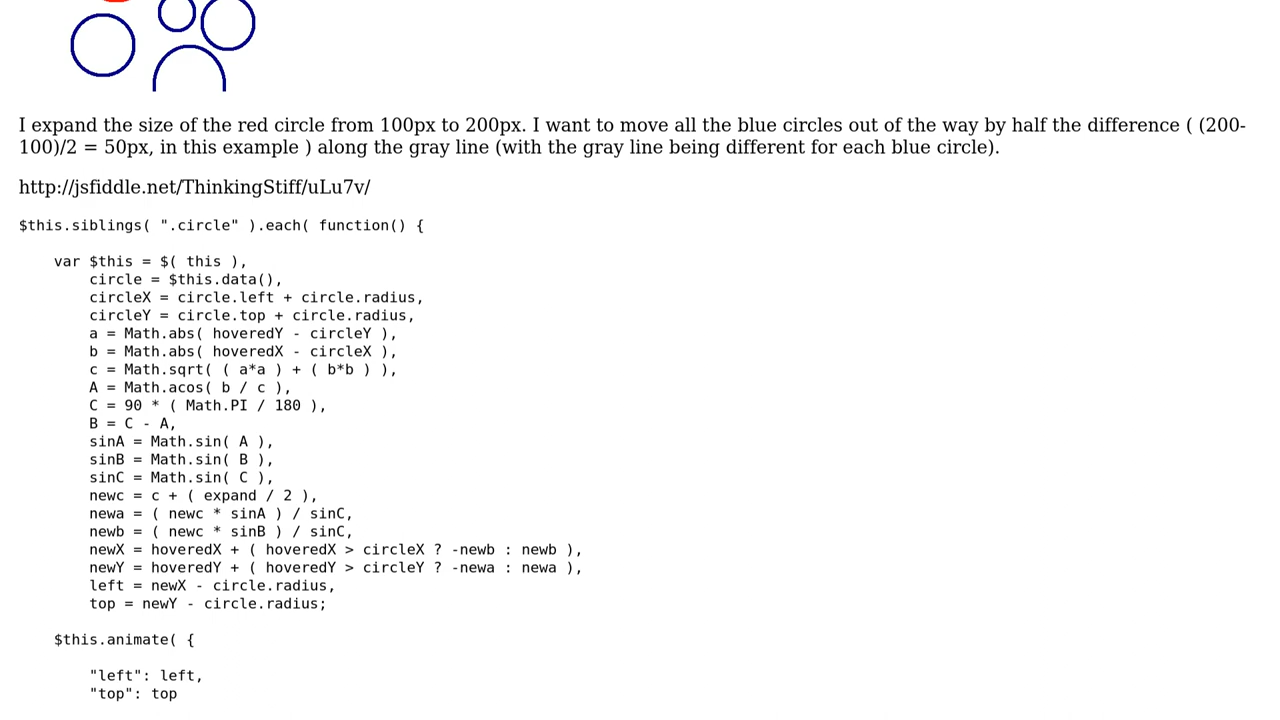 I expand the size of the red circle from 100px to 200px. I want to move all the blue circles out of the way by half the difference ( (200-
100)/2 = 50px, in this example ) along the gray line (with the gray line being different for each blue circle).
http://jsfiddle.net/ThinkingStiff/uLu7v/
$this.siblings( ".circle" ).each( function() {
    var $this = $( this ),
        circle = $this.data(),
        circleX = circle.left + circle.radius,
        circleY = circle.top + circle.radius,
        a = Math.abs( hoveredY - circleY ),
        b = Math.abs( hoveredX - circleX ),
        c = Math.sqrt( ( a*a ) + ( b*b ) ),
        A = Math.acos( b / c ),
        C = 90 * ( Math.PI / 180 ),
        B = C - A,
        sinA = Math.sin( A ),
        sinB = Math.sin( B ),
        sinC = Math.sin( C ),
        newc = c + ( expand / 2 ),
        newa = ( newc * sinA ) / sinC,
        newb = ( newc * sinB ) / sinC,
        newX = hoveredX + ( hoveredX > circleX ? -newb : newb ),
        newY = hoveredY + ( hoveredY > circleY ? -newa : newa ),
        left = newX - circle.radius,
        top = newY - circle.radius;
    $this.animate( {
        "left": left,
        "top": top